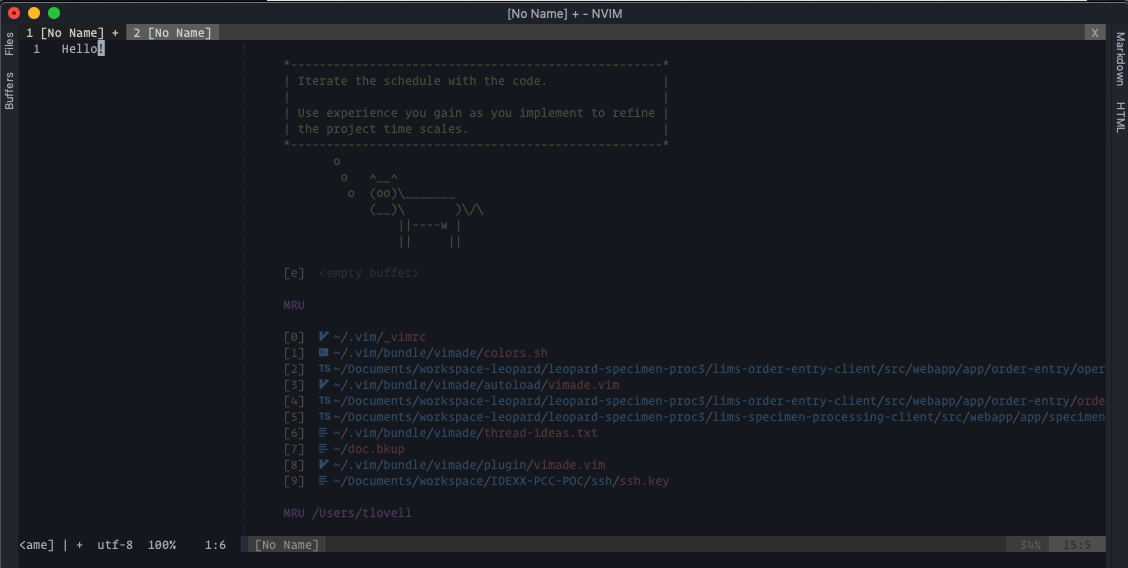 [No Name] + - NVIM
1 [No Name] + 2 [No Name] X
Files
Buffers
Markdown
HTML
1 Hello!
*----------------------------------------------------*
| Iterate the schedule with the code. |
| |
| Use experience you gain as you implement to refine |
| the project time scales. |
*----------------------------------------------------*
o
o ^__^
o (oo)\_______
(__)\ )\/\
||----w |
|| ||
[e] <empty buffer>
MRU
[0] ~/.vim/_vimrc
[1] ~/.vim/bundle/vimade/colors.sh
[2] TS ~/Documents/workspace-leopard/leopard-specimen-proc3/lims-order-entry-client/src/webapp/app/order-entry/oper
[3] ~/.vim/bundle/vimade/autoload/vimade.vim
[4] TS ~/Documents/workspace-leopard/leopard-specimen-proc3/lims-order-entry-client/src/webapp/app/order-entry/orde
[5] TS ~/Documents/workspace-leopard/leopard-specimen-proc3/lims-specimen-processing-client/src/webapp/app/specimen
[6] ~/.vim/bundle/vimade/thread-ideas.txt
[7] ~/doc.bkup
[8] ~/.vim/bundle/vimade/plugin/vimade.vim
[9] ~/Documents/workspace/IDEXX-PCC-POC/ssh/ssh.key
MRU /Users/tlovell
<ame] | + utf-8 100% 1:6 [No Name] 34% 15:5